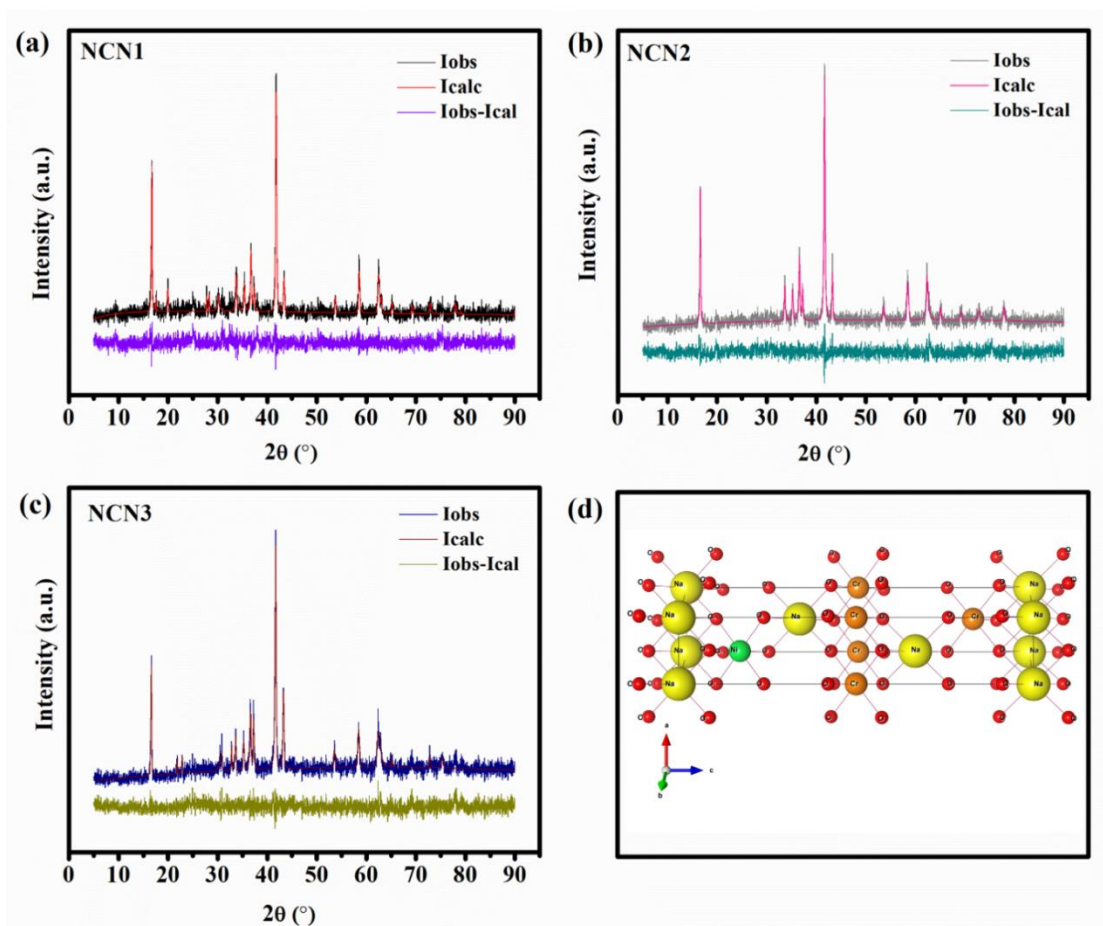 (a)
NCN1
Iobs
Icalc
Iobs-Ical
Intensity (a.u.)
0 10 20 30 40 50 60 70 80 90
2θ (°)
(b)
NCN2
Iobs
Icalc
Iobs-Ical
Intensity (a.u.)
0 10 20 30 40 50 60 70 80 90
2θ (°)
(c)
NCN3
Iobs
Icalc
Iobs-Ical
Intensity (a.u.)
0 10 20 30 40 50 60 70 80 90
2θ (°)
(d)
Na Cr Na
Na Na Cr Cr Na
Na Ni Cr Na Na
Na Cr Na
a
c
b